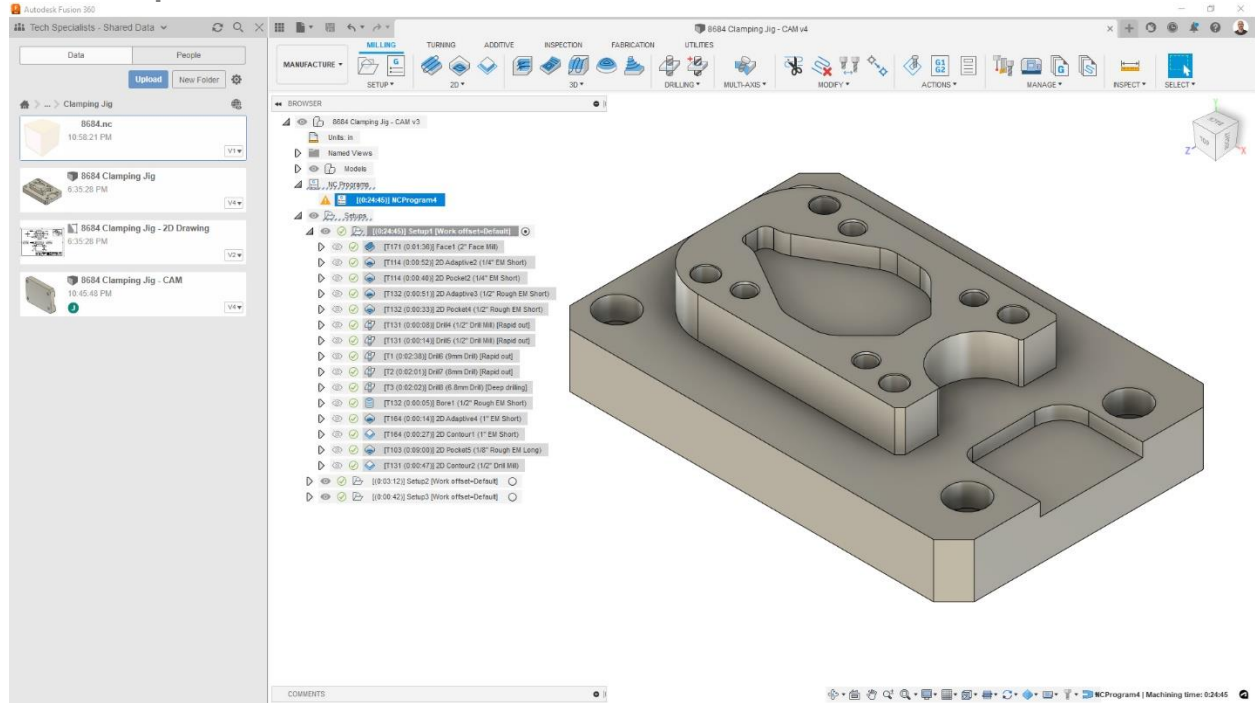 Autodesk Fusion 360
Tech Specialists - Shared Data
8684 Clamping Jig - CAM v4
Data People
Upload New Folder
... Clamping Jig
8684.nc
10:58:21 PM
V1
8684 Clamping Jig
6:35:28 PM
V4
8684 Clamping Jig - 2D Drawing
6:35:26 PM
V2
8684 Clamping Jig - CAM
10:45:48 PM
J
V4
MANUFACTURE
MILLING TURNING ADDITIVE INSPECTION FABRICATION UTILITIES
SETUP 2D 3D DRILLING MULTI-AXIS MODIFY ACTIONS MANAGE INSPECT SELECT
G1
G2
BROWSER
8684 Clamping Jig - CAM v3
Units: in
Named Views
Models
NC Programs
[(0:24:45)] NCProgram4
Setups
[(0:24:45)] Setup1 [Work offset=Default]
[T171 (0:01:36)] Face1 (2" Face Mill)
[T114 (0:00:52)] 2D Adaptive2 (1/4" EM Short)
[T114 (0:00:40)] 2D Pocket2 (1/4" EM Short)
[T132 (0:00:51)] 2D Adaptive3 (1/2" Rough EM Short)
[T132 (0:00:33)] 2D Pocket4 (1/2" Rough EM Short)
[T131 (0:00:08)] Drill4 (1/2" Drill Mill) [Rapid out]
[T131 (0:00:14)] Drill5 (1/2" Drill Mill) [Rapid out]
[T1 (0:02:38)] Drill6 (9mm Drill) [Rapid out]
[T2 (0:02:01)] Drill7 (8mm Drill) [Rapid out]
[T3 (0:02:02)] Drill8 (6.8mm Drill) [Deep drilling]
[T132 (0:00:05)] Bore1 (1/2" Rough EM Short)
[T164 (0:00:14)] 2D Adaptive4 (1" EM Short)
[T164 (0:00:27)] 2D Contour1 (1" EM Short)
[T103 (0:09:00)] 2D Pocket5 (1/8" Rough EM Long)
[T131 (0:00:47)] 2D Contour2 (1/2" Drill Mill)
[(0:03:12)] Setup2 [Work offset=Default]
[(0:00:42)] Setup3 [Work offset=Default]
Z X
COMMENTS
NCProgram4 | Machining time: 0:24:45